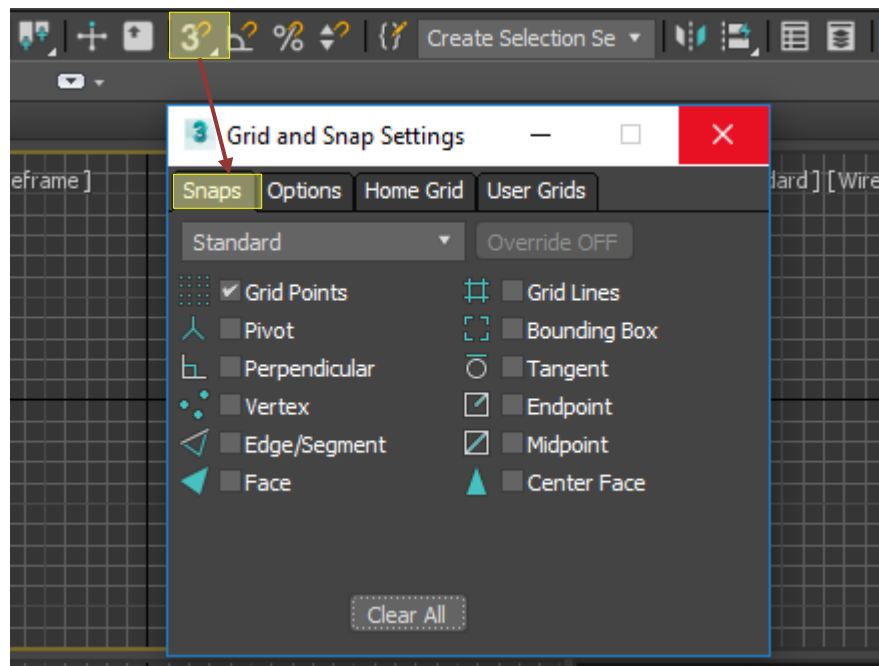 3
%
Create Selection Se
3 Grid and Snap Settings
eframe ]
dard ] [ Wire
Snaps Options Home Grid User Grids
Standard Override OFF
Grid Points Grid Lines
Pivot Bounding Box
Perpendicular Tangent
Vertex Endpoint
Edge/Segment Midpoint
Face Center Face
Clear All